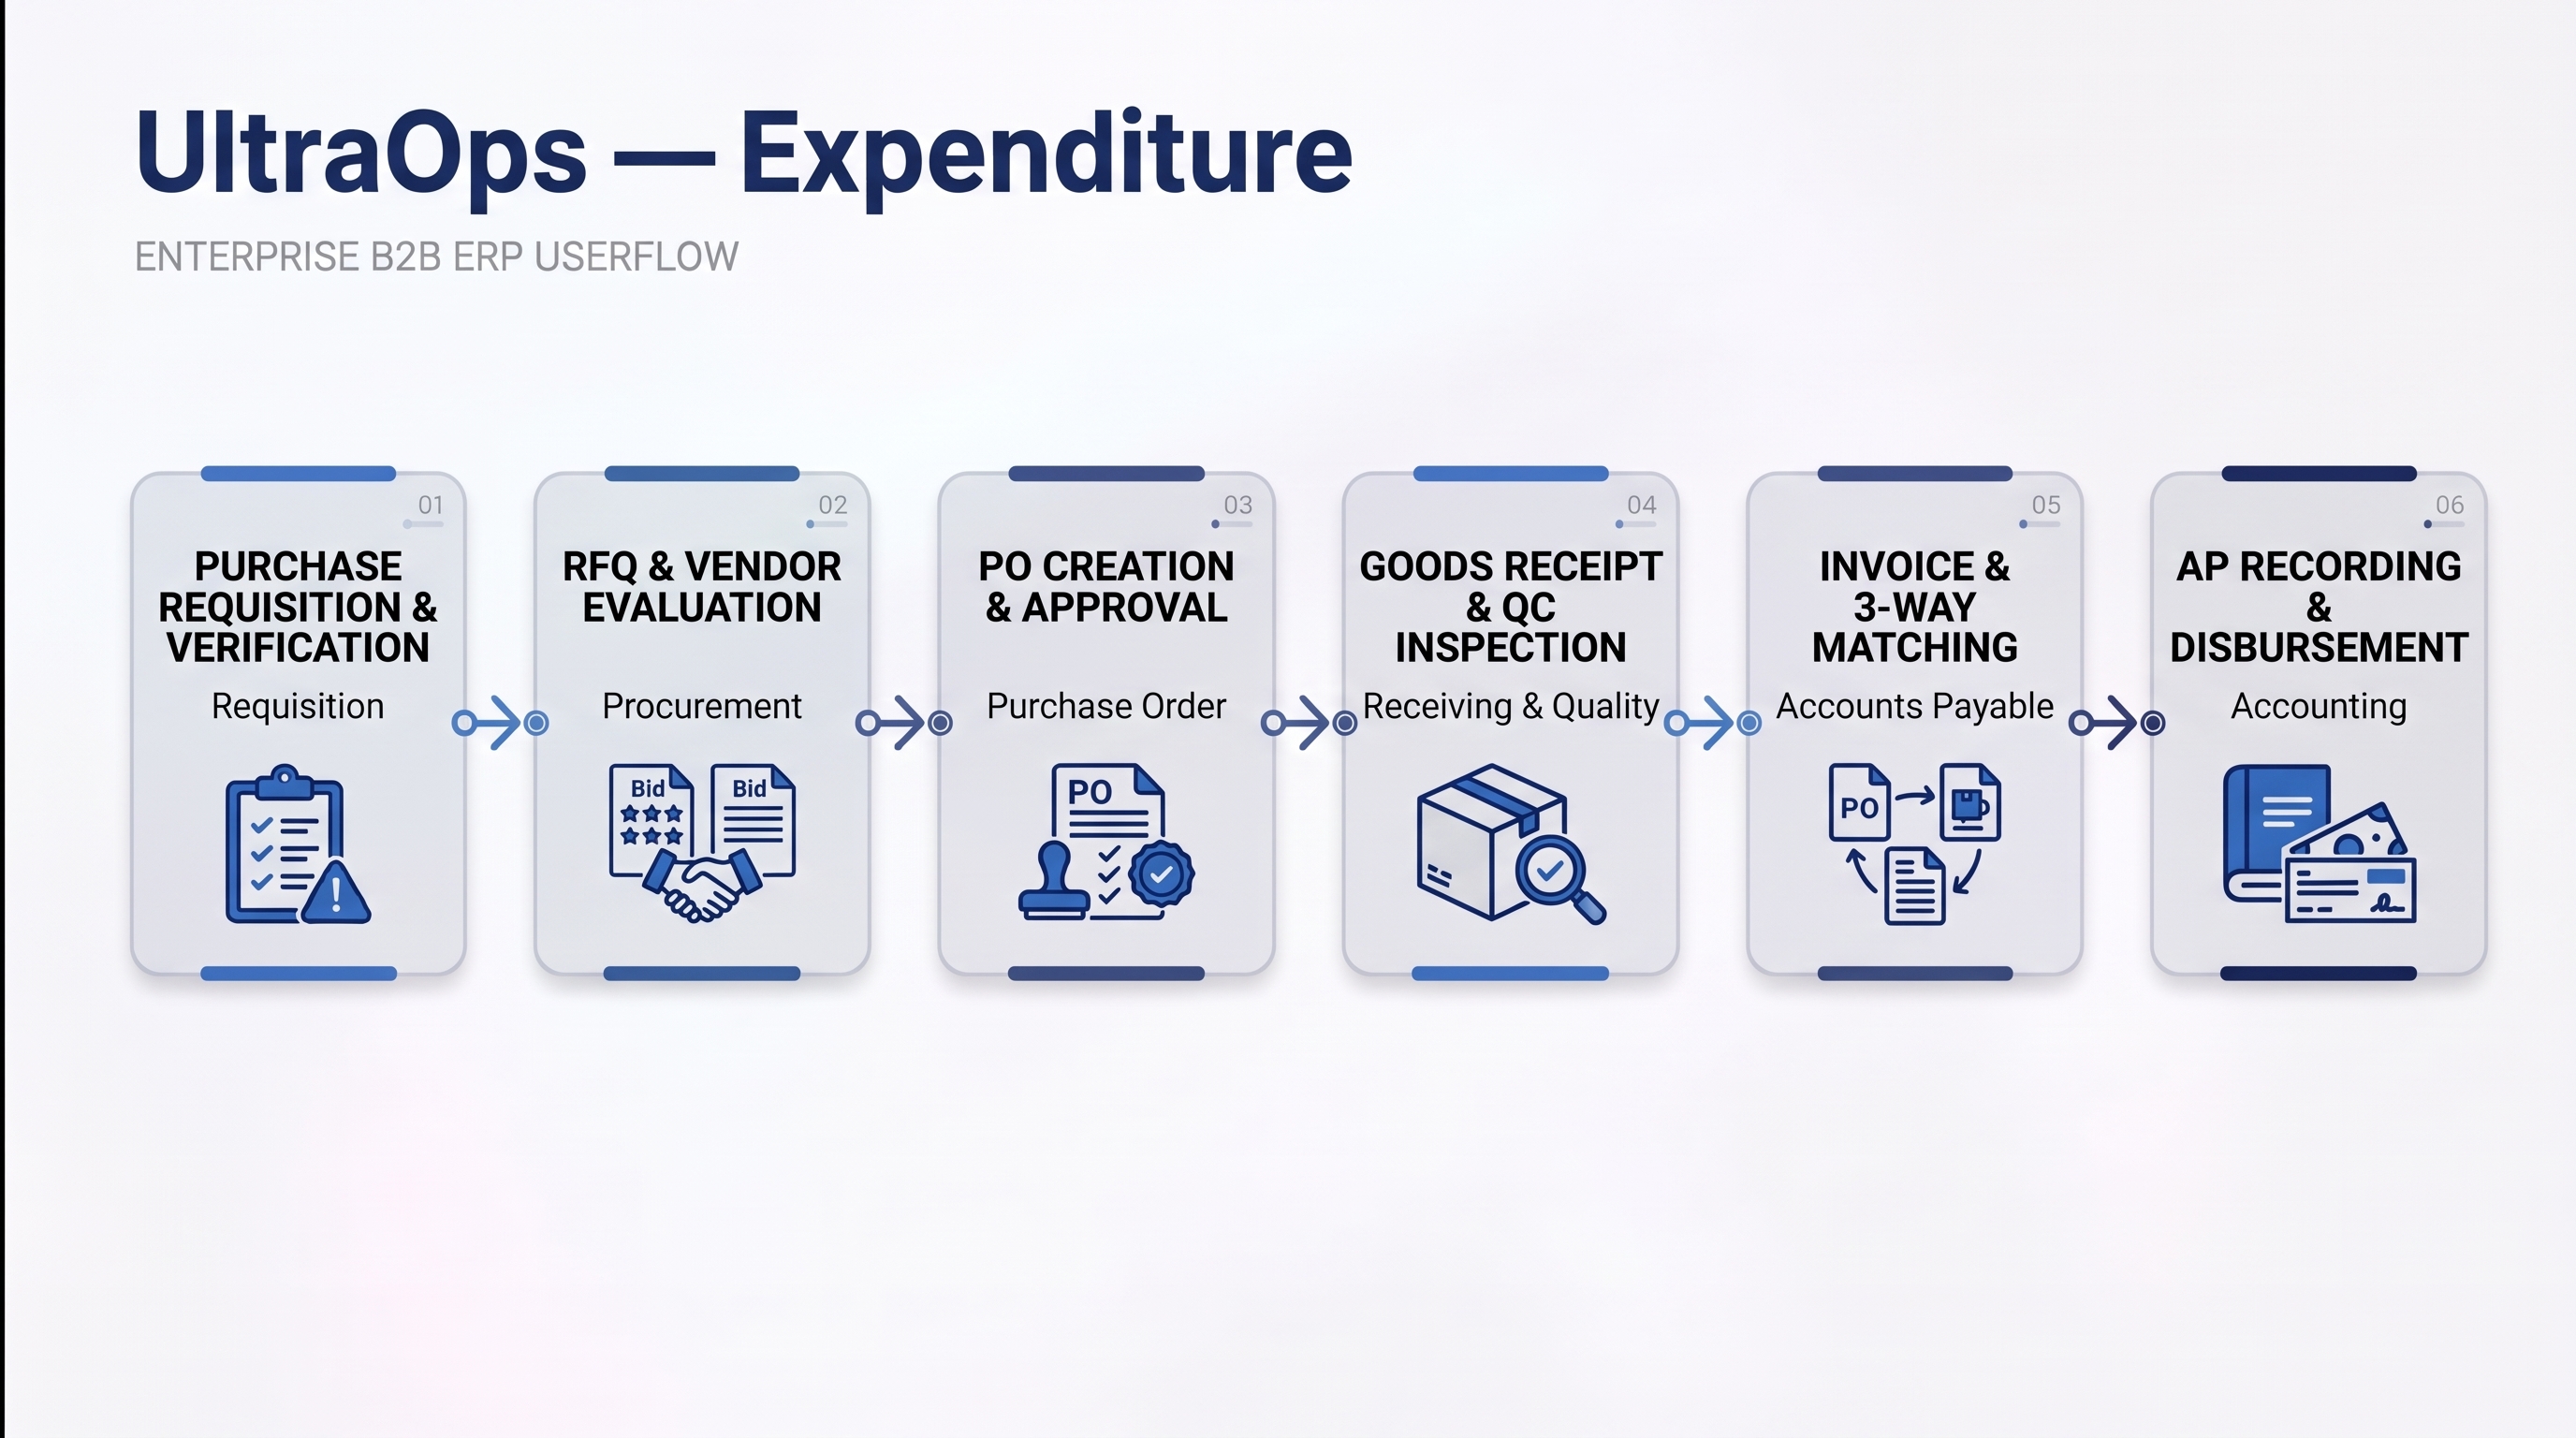 UltraOps — Expenditure
ENTERPRISE B2B ERP USERFLOW
01
PURCHASE
REQUISITION &
VERIFICATION
Requisition
02
RFQ & VENDOR
EVALUATION
Procurement
Bid
Bid
03
PO CREATION
& APPROVAL
Purchase Order
PO
04
GOODS RECEIPT
& QC
INSPECTION
Receiving & Quality
05
INVOICE &
3-WAY
MATCHING
Accounts Payable
PO
06
AP RECORDING
&
DISBURSEMENT
Accounting